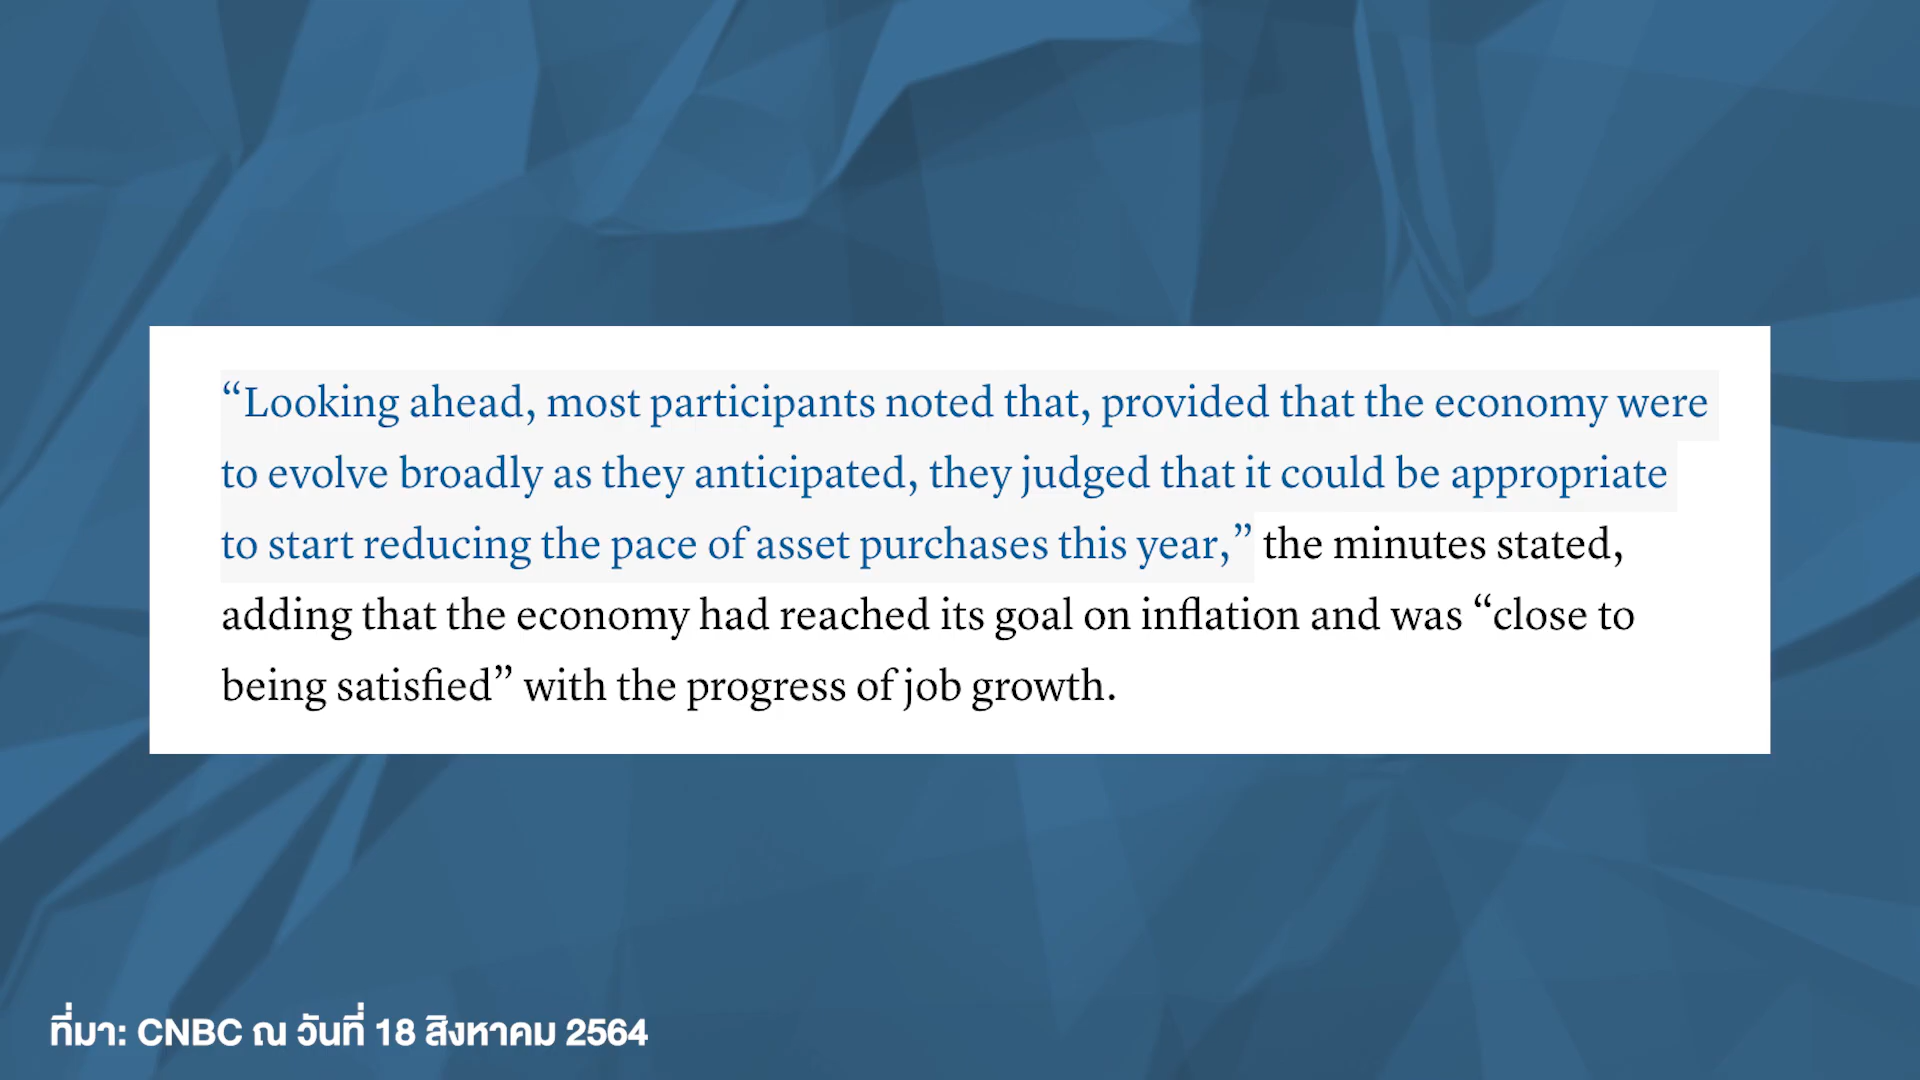 “Looking ahead, most participants noted that, provided that the economy were
to evolve broadly as they anticipated, they judged that it could be appropriate
to start reducing the pace of asset purchases this year,” the minutes stated,
adding that the economy had reached its goal on inflation and was “close to
being satisfied” with the progress of job growth.
ที่มา: CNBC ณ วันที่ 18 สิงหาคม 2564